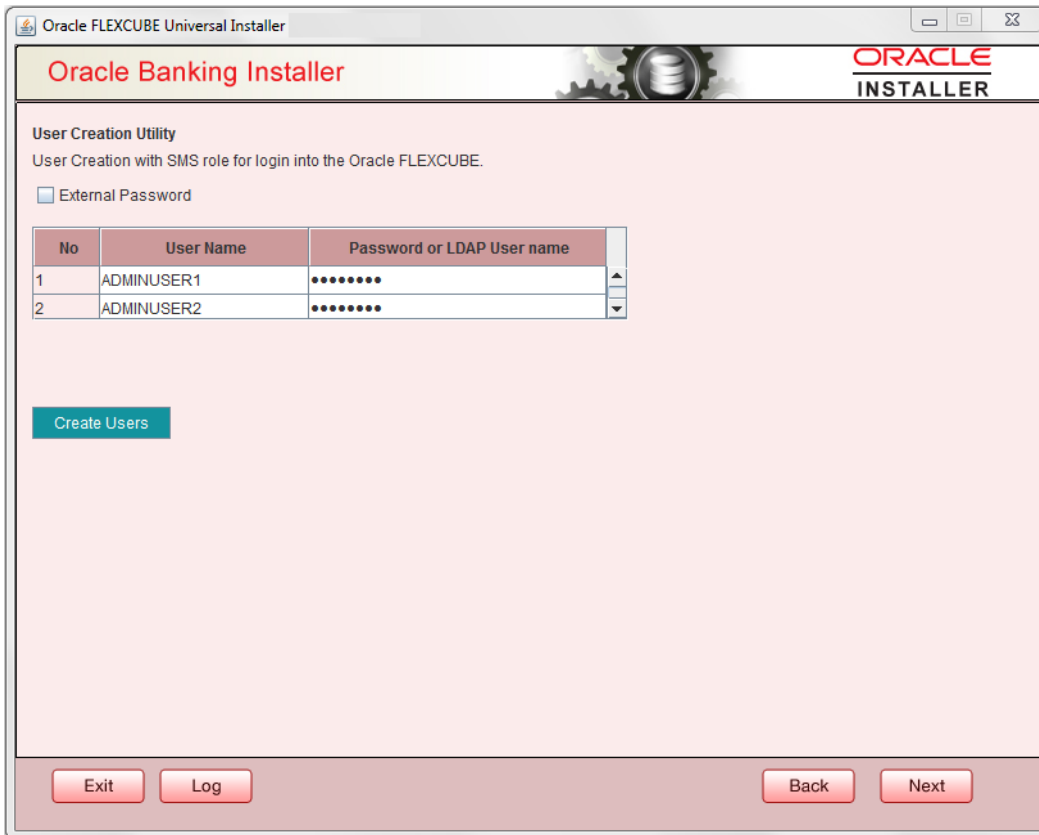 Oracle FLEXCUBE Universal Installer
Oracle Banking Installer
ORACLE
INSTALLER
User Creation Utility
User Creation with SMS role for login into the Oracle FLEXCUBE.
External Password
No User Name Password or LDAP User name
1 ADMINUSER1 ••••••••
2 ADMINUSER2 ••••••••
Create Users
Exit Log Back Next